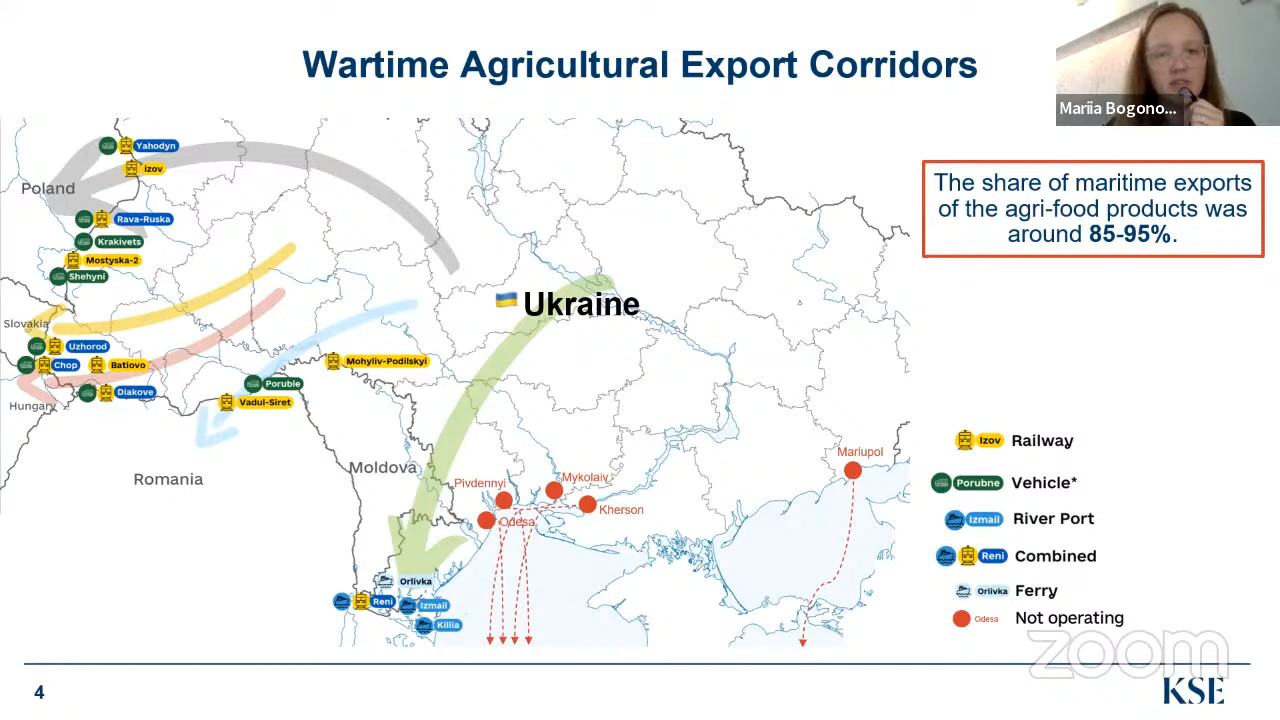 Wartime Agricultural Export Corridors
Mariia Bogono...
The share of maritime exports
of the agri-food products was
around 85-95%.
Yahodyn
Izov
Poland
Rava-Ruska
Krakivets
Mostyska-2
Shehyni
Ukraine
Slovakia
Uzhorod
Chop
Batiovo
Mohyliv-Podilskyi
Diakove
Porubie
Vadul-Siret
Hungary
Romania
Moldova
Mariupol
Pivdennyi
Mykolaiv
Kherson
Odesa
Orlivka
Reni
Izmail
Killia
Izov Railway
Porubne Vehicle*
Izmail River Port
Reni Combined
Orlivka Ferry
Odesa Not operating
zoom
4
KSE